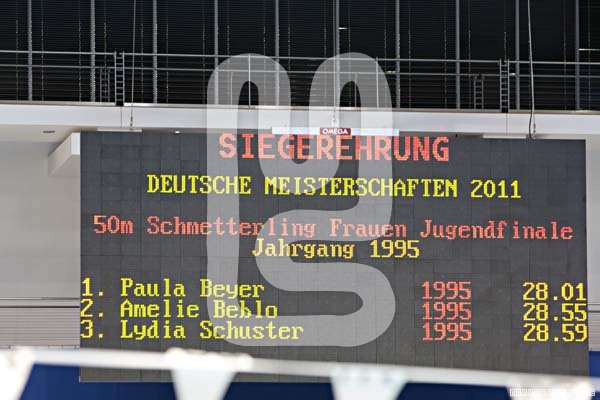 OMEGA
SIEGEREHRUNG
DEUTSCHE MEISTERSCHAFTEN 2011
50m Schmetterling Frauen Jugendfinale
Jahrgang 1995
1. Paula Beyer 1995 28.01
2. Amelie Beblo 1995 28.55
3. Lydia Schuster 1995 28.59